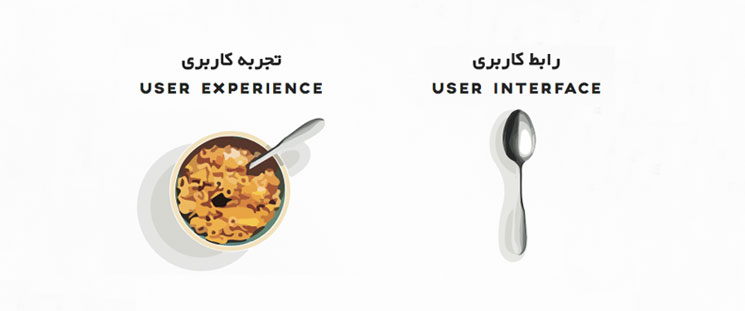 تجربه کاربری
USER EXPERIENCE
رابط کاربری
USER INTERFACE